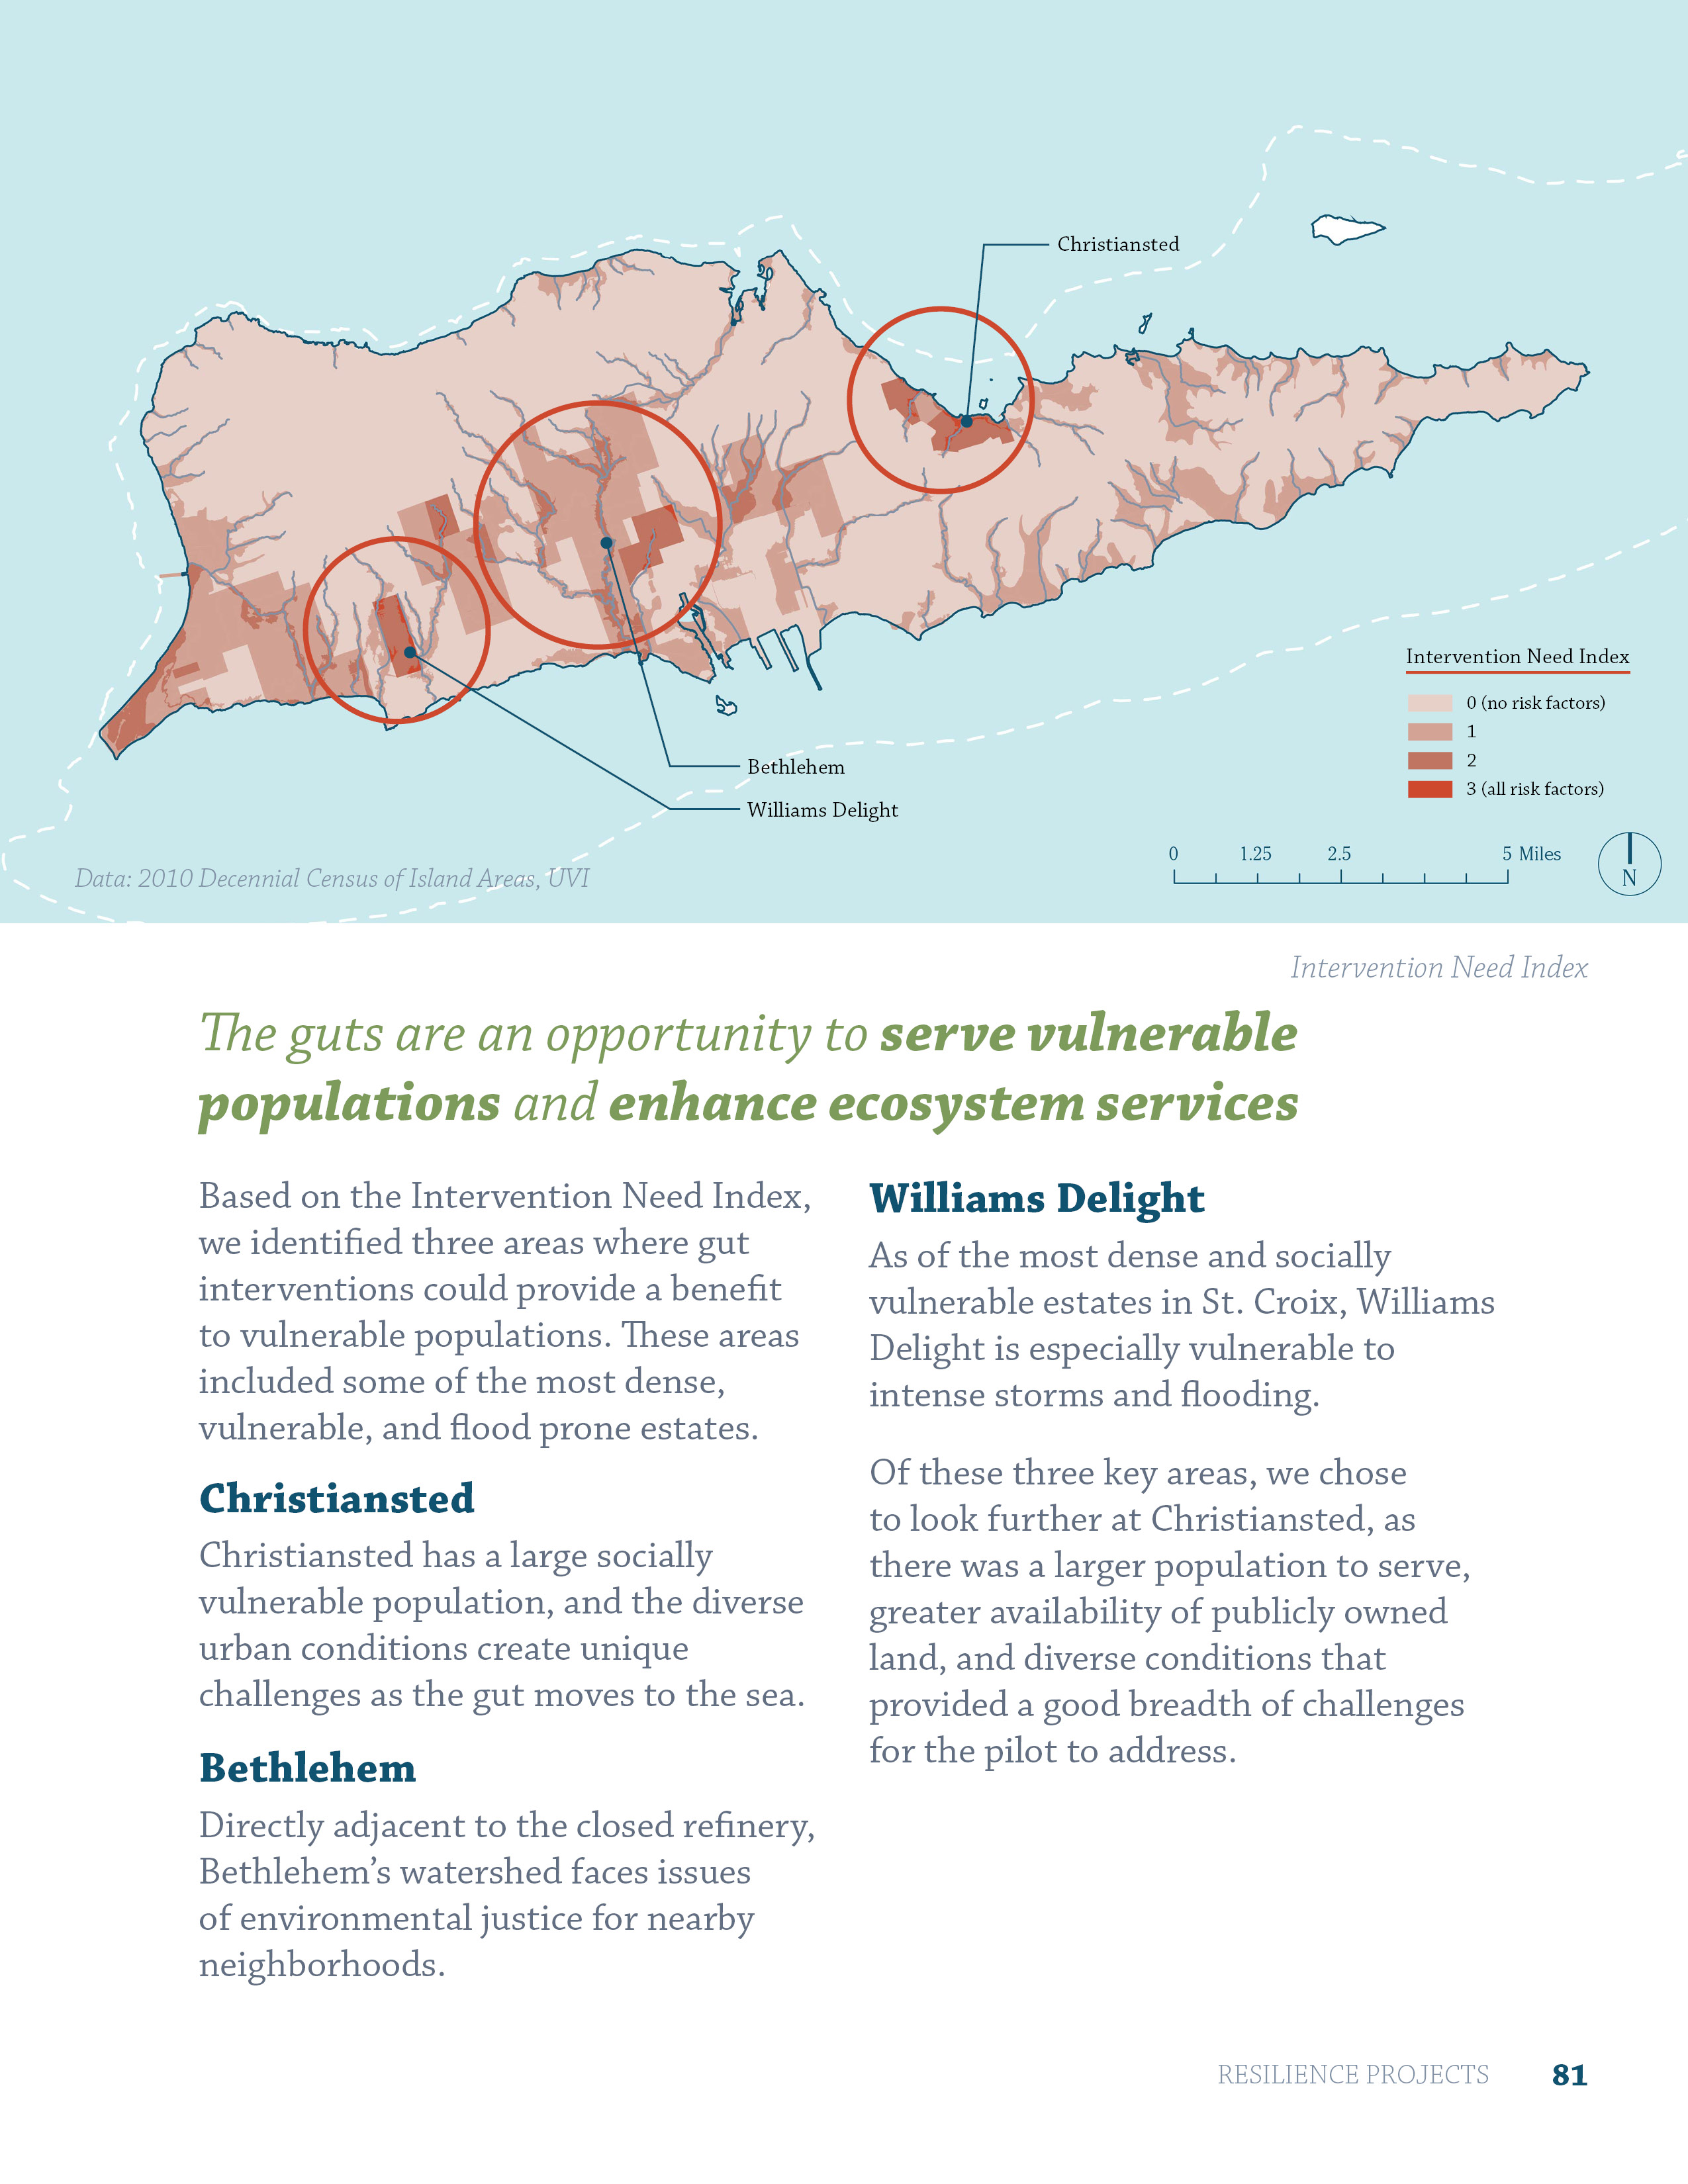 Christiansted
Intervention Need Index
0 (no risk factors)
1
2
3 (all risk factors)
Bethlehem
Williams Delight
0 1.25 2.5 5 Miles
N
Data: 2010 Decennial Census of Island Areas, UVI
Intervention Need Index
The guts are an opportunity to serve vulnerable
populations and enhance ecosystem services
Based on the Intervention Need Index,
we identified three areas where gut
interventions could provide a benefit
to vulnerable populations. These areas
included some of the most dense,
vulnerable, and flood prone estates.
Christiansted
Christiansted has a large socially
vulnerable population, and the diverse
urban conditions create unique
challenges as the gut moves to the sea.
Bethlehem
Directly adjacent to the closed refinery,
Bethlehem's watershed faces issues
of environmental justice for nearby
neighborhoods.
Williams Delight
As of the most dense and socially
vulnerable estates in St. Croix, Williams
Delight is especially vulnerable to
intense storms and flooding.
Of these three key areas, we chose
to look further at Christiansted, as
there was a larger population to serve,
greater availability of publicly owned
land, and diverse conditions that
provided a good breadth of challenges
for the pilot to address.
RESILIENCE PROJECTS 81